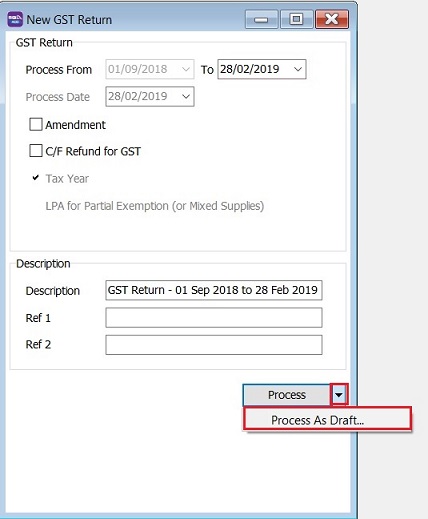 New GST Return
GST Return
Process From 01/09/2018 To 28/02/2019
Process Date 28/02/2019
Amendment
C/F Refund for GST
Tax Year
LPA for Partial Exemption (or Mixed Supplies)
Description
Description GST Return - 01 Sep 2018 to 28 Feb 2019
Ref 1
Ref 2
Process
Process As Draft...